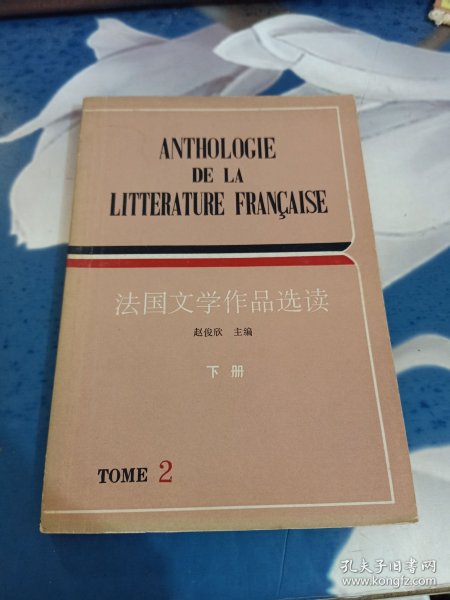 ANTHOLOGIE
DE LA
LITTERATURE FRANÇAISE
法国文学作品选读
赵俊欣 主编
下册
TOME 2
孔夫子旧书网
www.kongfz.com